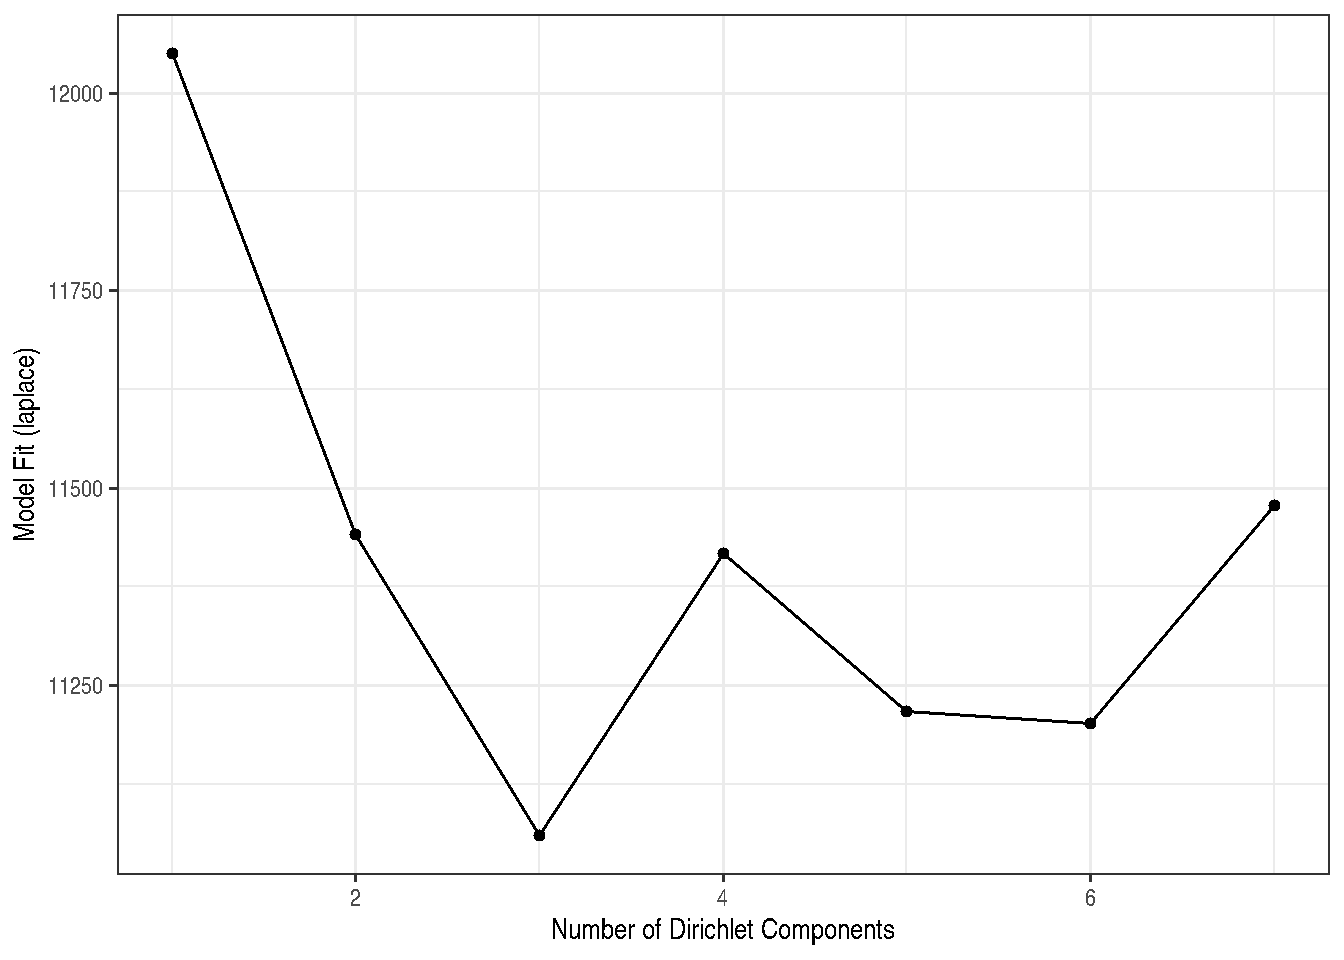 12000
11750
11500
11250
Model Fit (laplace)
2 4 6
Number of Dirichlet Components